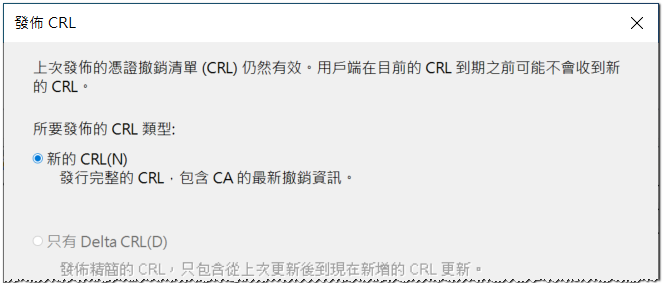 發佈 CRL
上次發佈的憑證撤銷清單 (CRL) 仍然有效。用戶端在目前的 CRL 到期之前可能不會收到新
的 CRL。
所要發佈的 CRL 類型:
新的 CRL(N)
發行完整的 CRL，包含 CA 的最新撤銷資訊。
只有 Delta CRL(D)
發佈精簡的 CRL，只包含從上次更新後到現在新增的 CRL 更新。